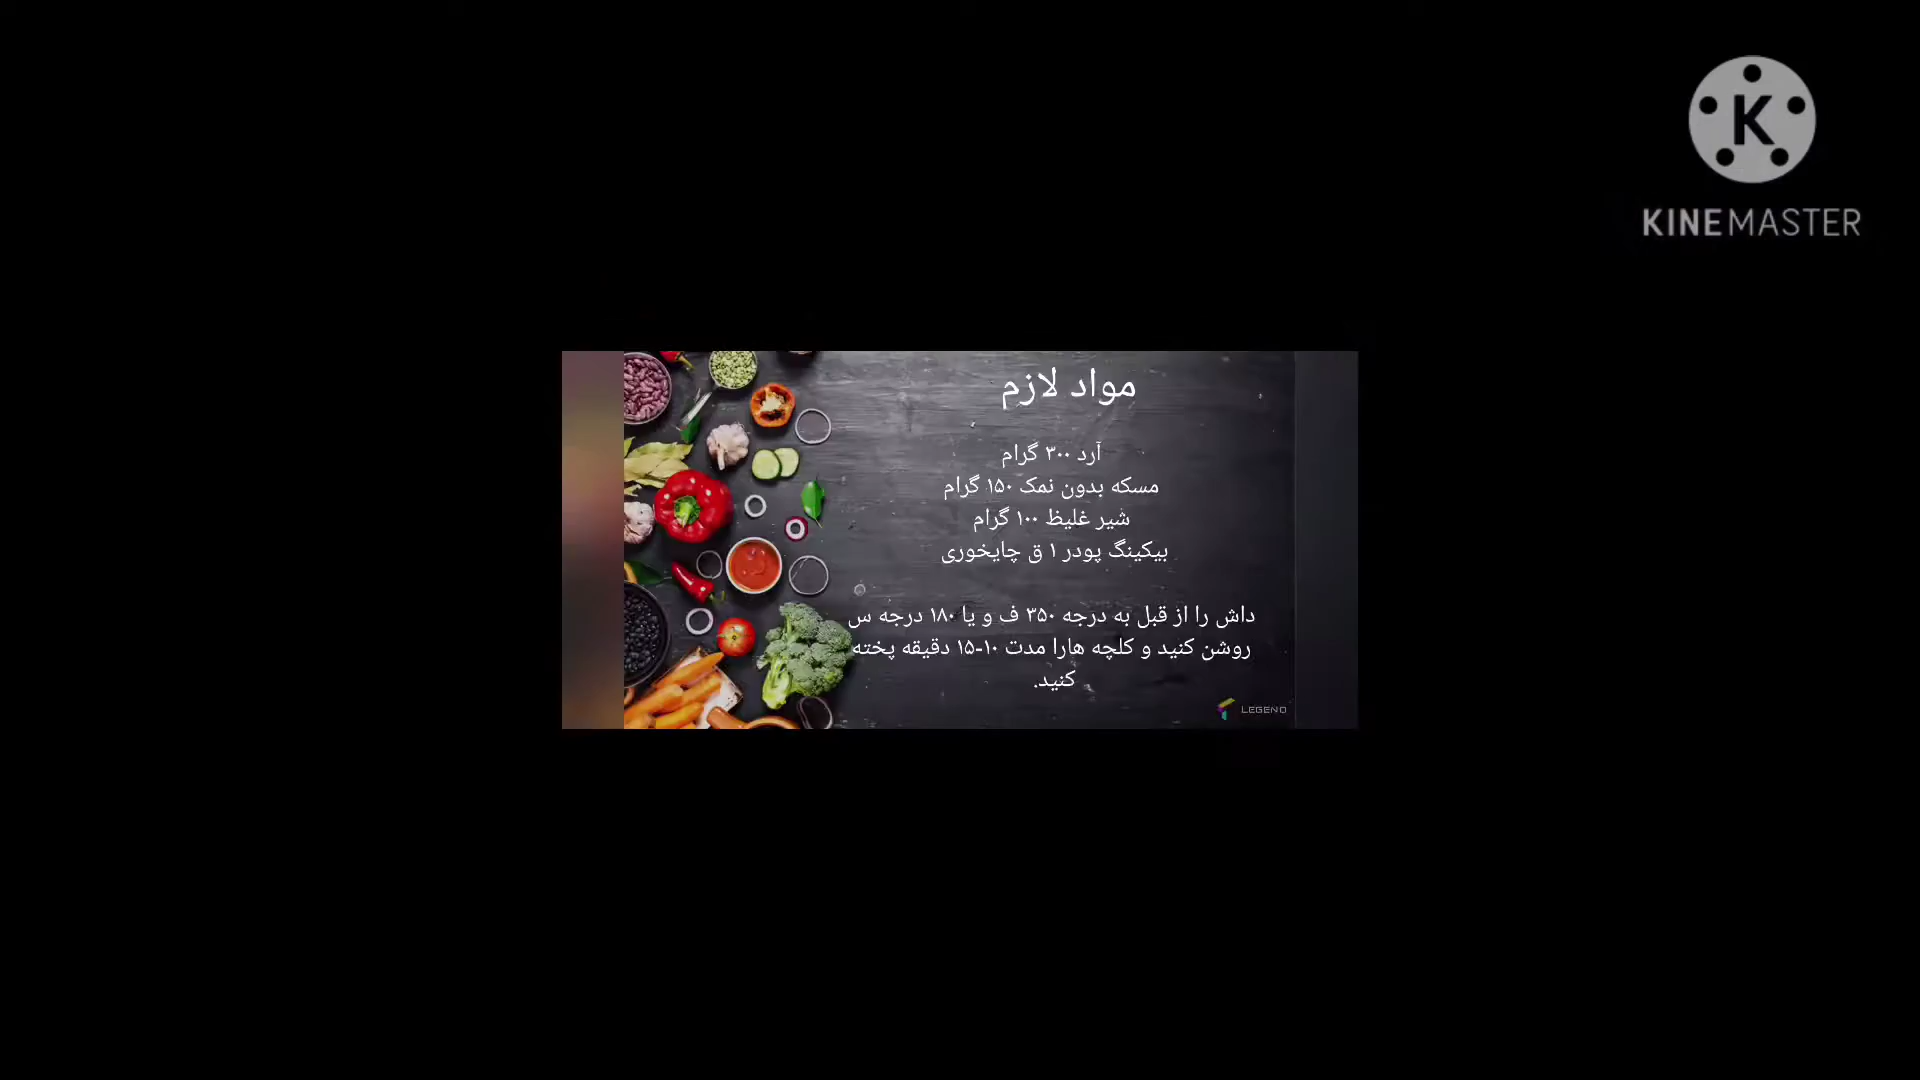 KINEMASTER
مواد لازم
آرد ۳۰۰ گرام
مسکه بدون نمک ۱۵۰ گرام
شیر غلیظ ۱۰۰ گرام
بیکینگ پودر ۱ ق چایخوری
داش را از قبل به درجه ۳۵۰ ف و یا ۱۸۰ درجه س
روشن کنید و کلچه هارا مدت ۱۰-۱۵ دقیقه پخته
کنید.
LEGEND